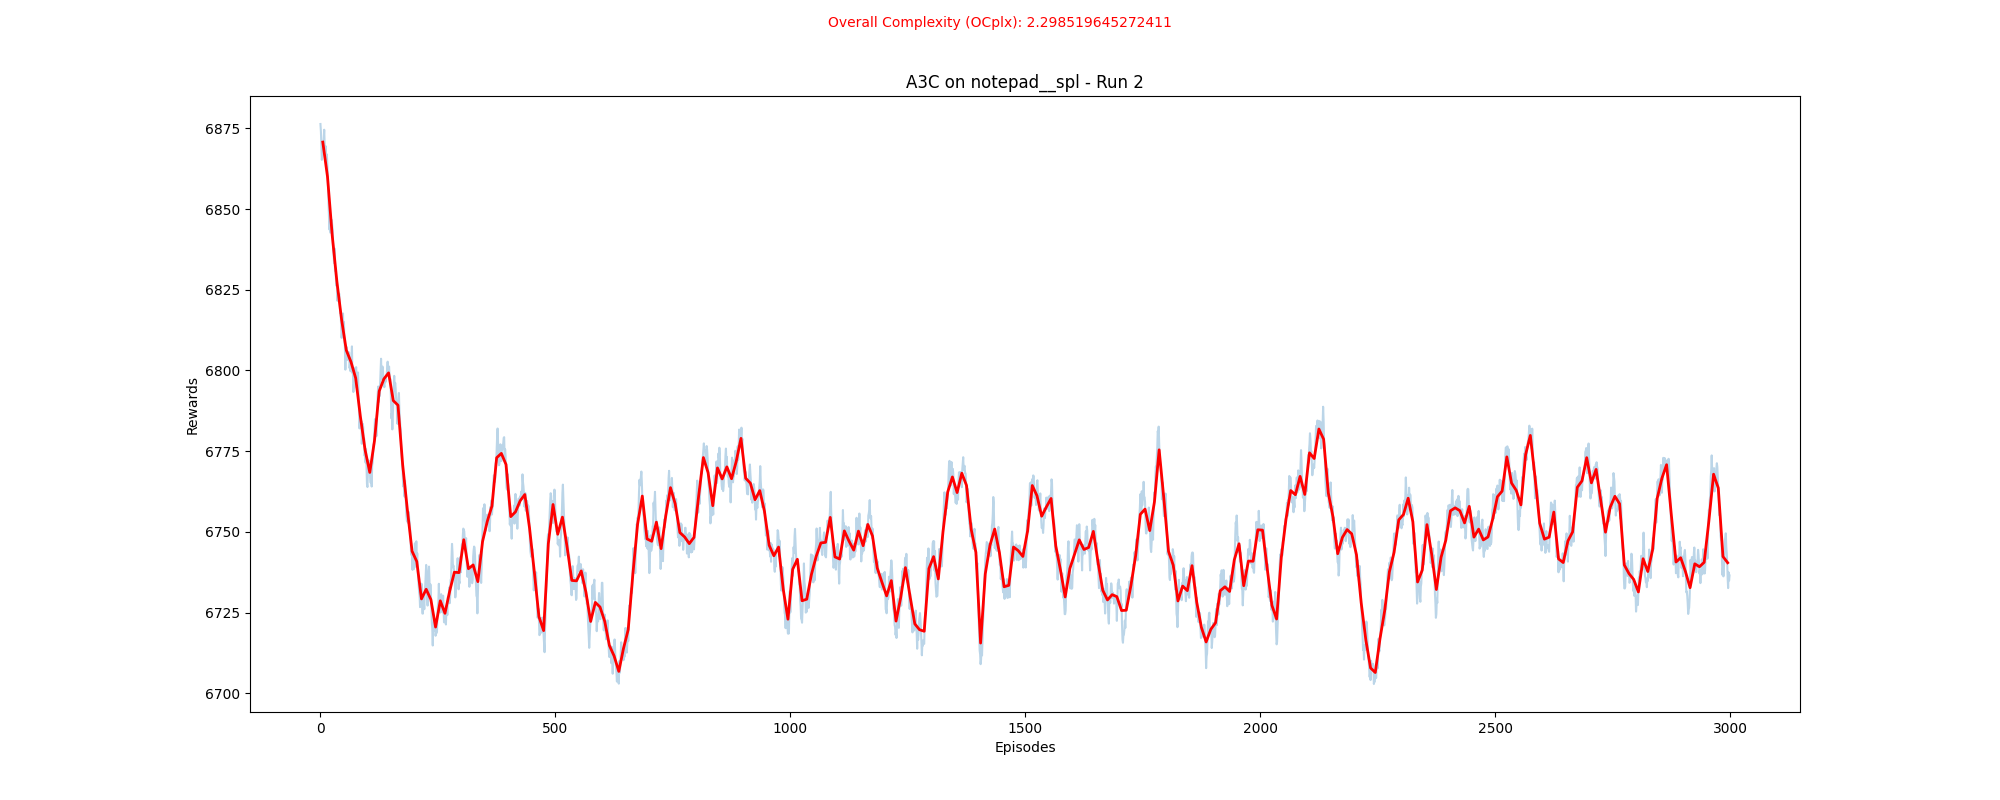 Overall Complexity (OCplx): 2.298519645272411
A3C on notepad__spl - Run 2
6875
6850
6825
6800
6775
6750
6725
6700
Rewards
0 500 1000 1500 2000 2500 3000
Episodes